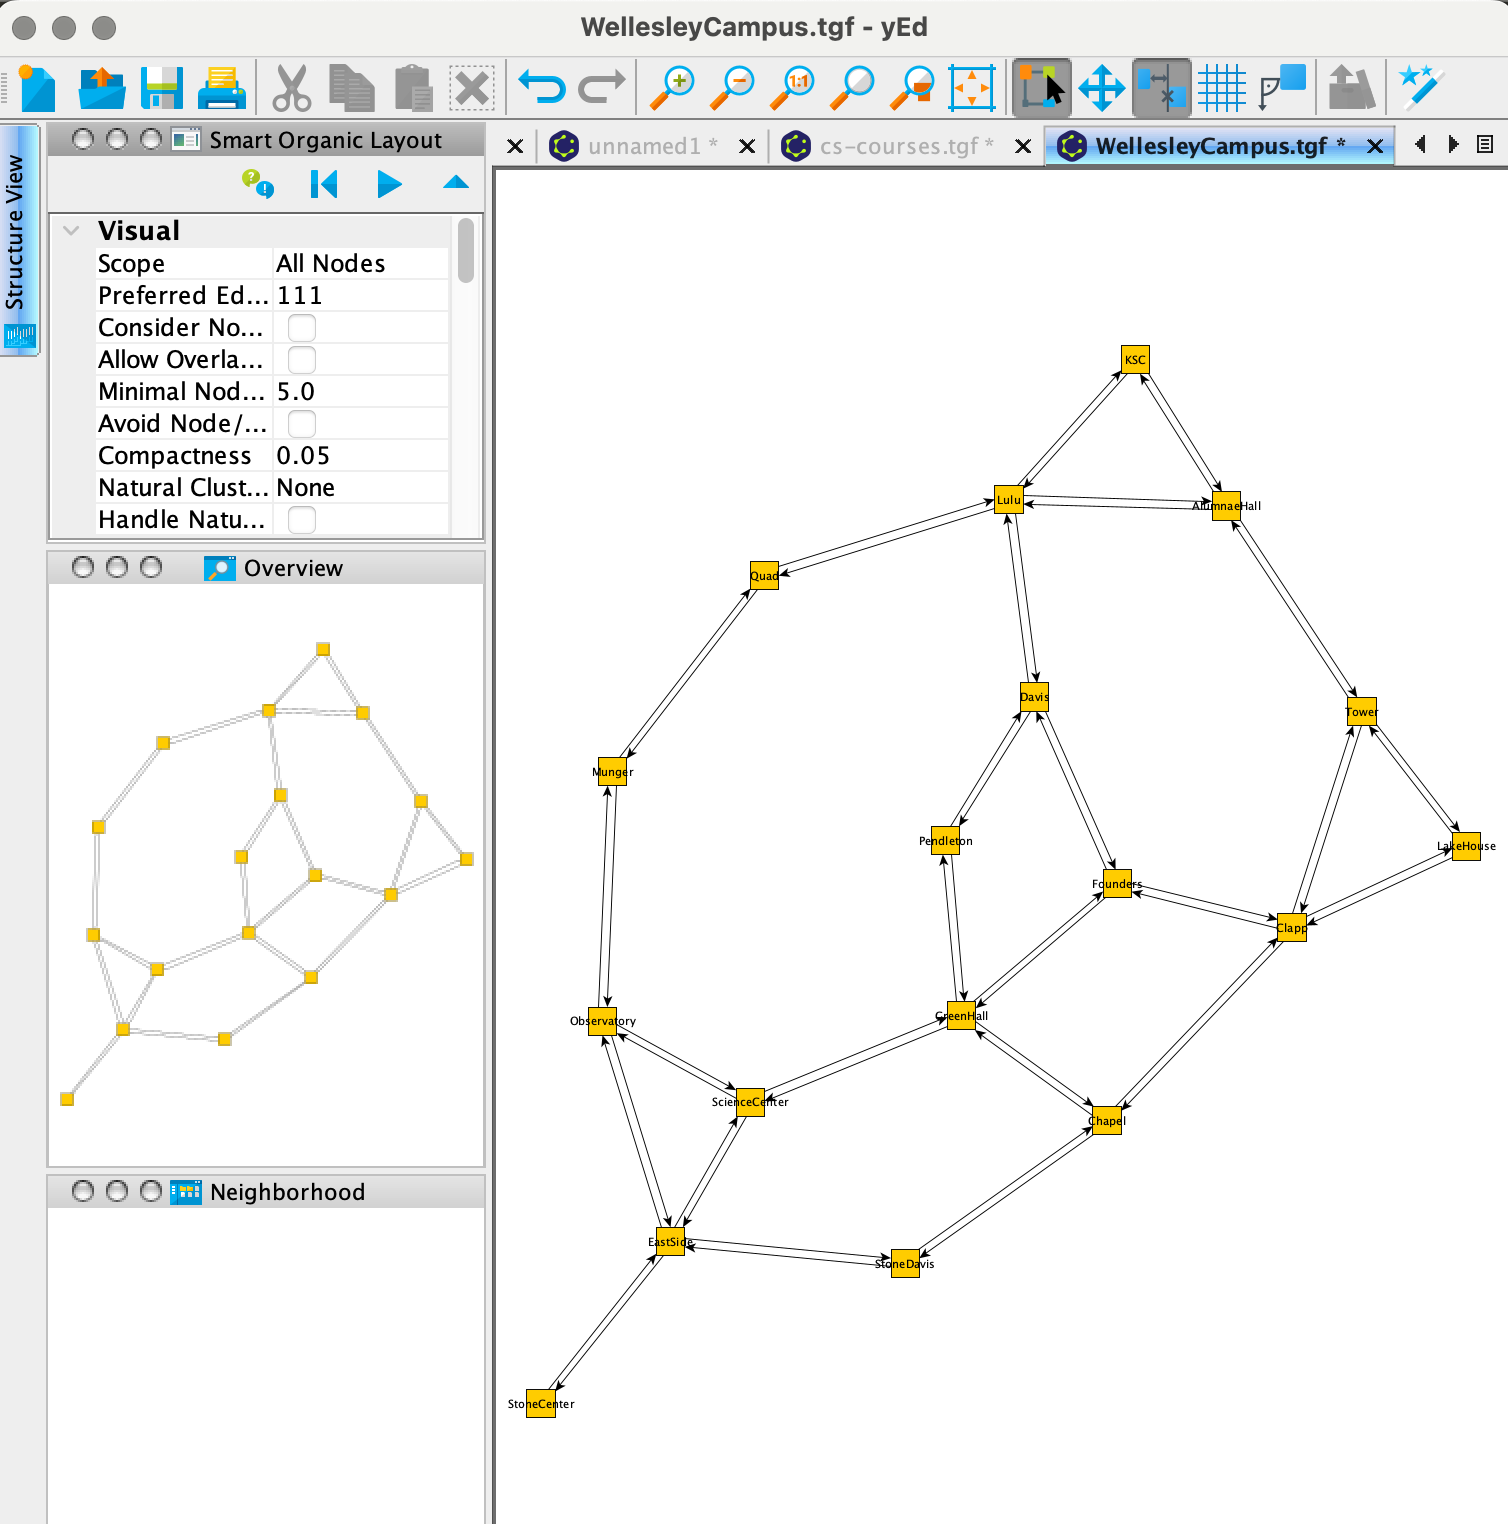 WellesleyCampus.tgf - yEd
1:1
Structure View
Smart Organic Layout
unnamed1 *
cs-courses.tgf *
WellesleyCampus.tgf *
Visual
Scope All Nodes
Preferred Ed... 111
Consider No...
Allow Overla...
Minimal Nod... 5.0
Avoid Node/...
Compactness 0.05
Natural Clust... None
Handle Natu...
Overview
Neighborhood
KSC
Lulu
AlumnaeHall
Quad
Davis
Tower
Munger
Pendleton
LakeHouse
Founders
Clapp
GreenHall
Observatory
ScienceCenter
Chapel
EastSide
StoneDavis
StoneCenter